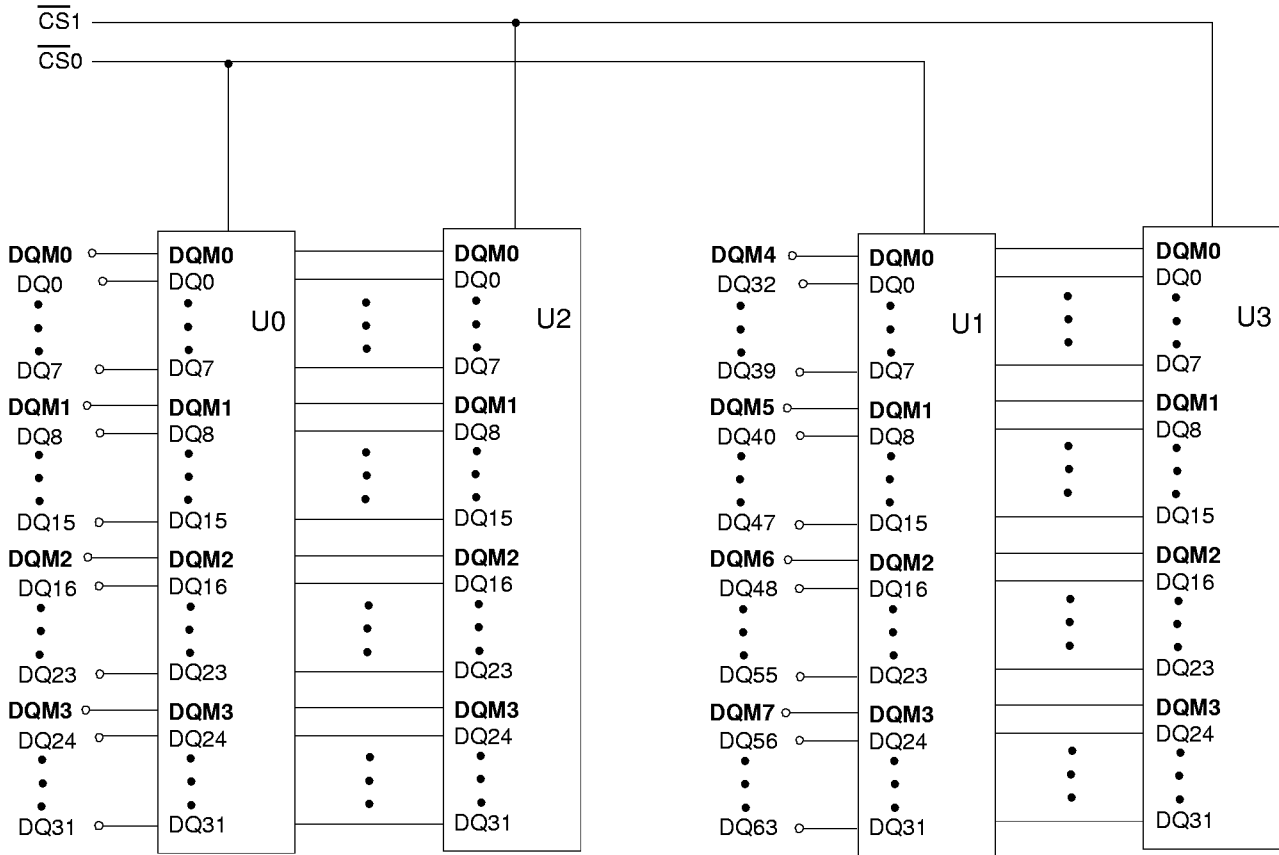 C̅S̅1
C̅S̅0
DQM0 DQM0 DQM0 DQM4 DQM0 DQM0
DQ0 DQ0 DQ0 DQ32 DQ0 DQ0
U0 U2 U1 U3
DQ7 DQ7 DQ7 DQ39 DQ7 DQ7
DQM1 DQM1 DQM1 DQM5 DQM1 DQM1
DQ8 DQ8 DQ8 DQ40 DQ8 DQ8
DQ15 DQ15 DQ15 DQ47 DQ15 DQ15
DQM2 DQM2 DQM2 DQM6 DQM2 DQM2
DQ16 DQ16 DQ16 DQ48 DQ16 DQ16
DQ23 DQ23 DQ23 DQ55 DQ23 DQ23
DQM3 DQM3 DQM3 DQM7 DQM3 DQM3
DQ24 DQ24 DQ24 DQ56 DQ24 DQ24
DQ31 DQ31 DQ31 DQ63 DQ31 DQ31